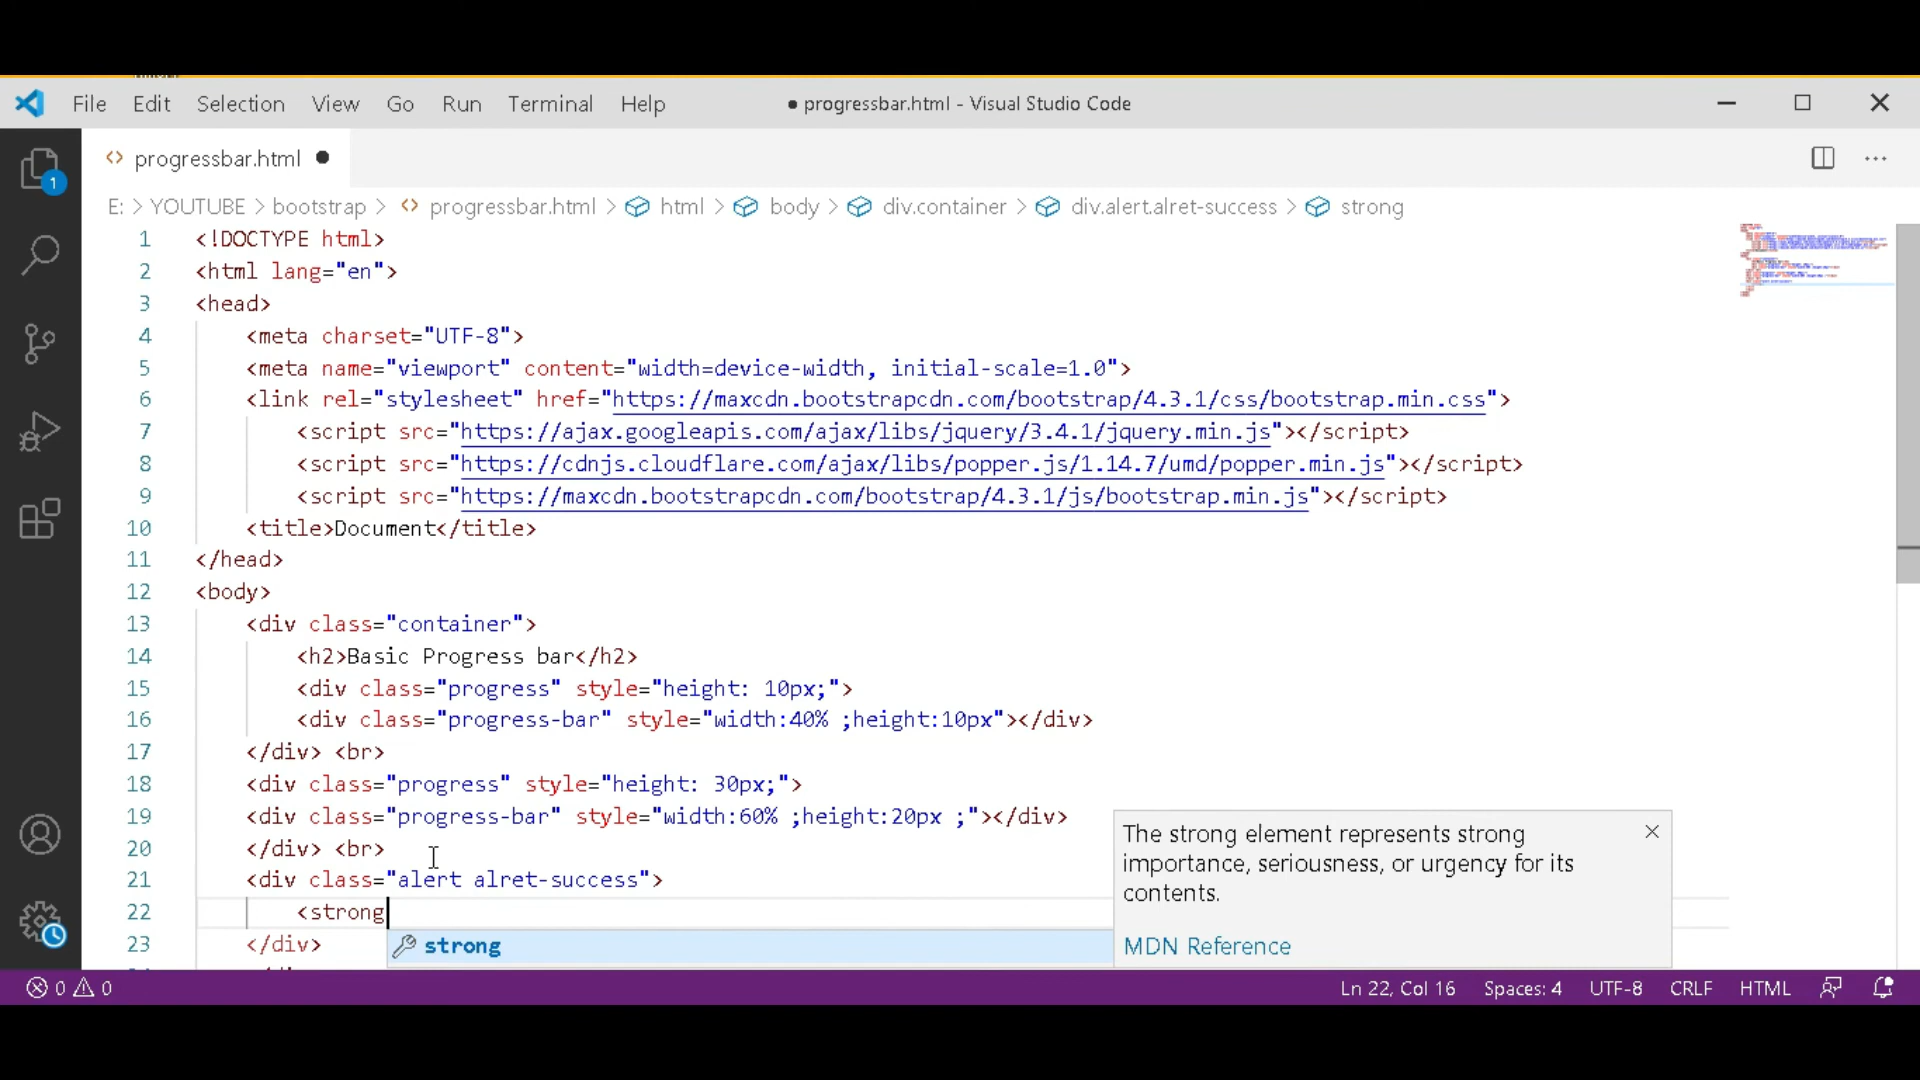 File Edit Selection View Go Run Terminal Help ● progressbar.html - Visual Studio Code
<> progressbar.html ●
E: > YOUTUBE > bootstrap > <> progressbar.html > html > body > div.container > div.alert.alret-success > strong
1 <!DOCTYPE html>
2 <html lang="en">
3 <head>
4 <meta charset="UTF-8">
5 <meta name="viewport" content="width=device-width, initial-scale=1.0">
6 <link rel="stylesheet" href="https://maxcdn.bootstrapcdn.com/bootstrap/4.3.1/css/bootstrap.min.css">
7 <script src="https://ajax.googleapis.com/ajax/libs/jquery/3.4.1/jquery.min.js"></script>
8 <script src="https://cdnjs.cloudflare.com/ajax/libs/popper.js/1.14.7/umd/popper.min.js"></script>
9 <script src="https://maxcdn.bootstrapcdn.com/bootstrap/4.3.1/js/bootstrap.min.js"></script>
10 <title>Document</title>
11 </head>
12 <body>
13 <div class="container">
14 <h2>Basic Progress bar</h2>
15 <div class="progress" style="height: 10px;">
16 <div class="progress-bar" style="width:40% ;height:10px"></div>
17 </div> <br>
18 <div class="progress" style="height: 30px;">
19 <div class="progress-bar" style="width:60% ;height:20px ;"></div>
20 </div> <br>
21 <div class="alert alret-success">
22 <strong
23 </div>
strong
The strong element represents strong
importance, seriousness, or urgency for its
contents.
MDN Reference
1
0 0 Ln 22, Col 16 Spaces: 4 UTF-8 CRLF HTML